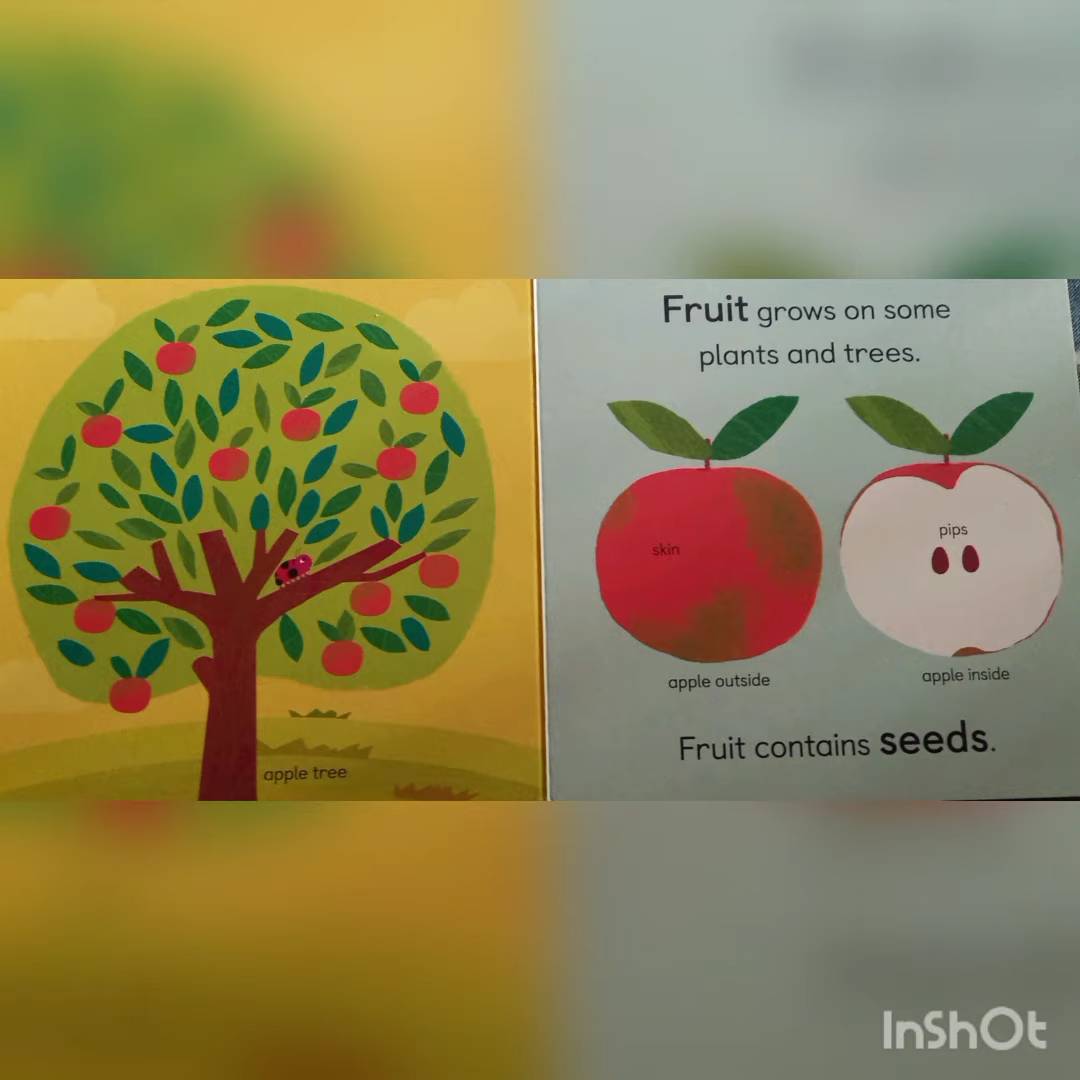 apple tree
Fruit grows on some
plants and trees.
skin
pips
apple outside
apple inside
Fruit contains seeds.
InShOt